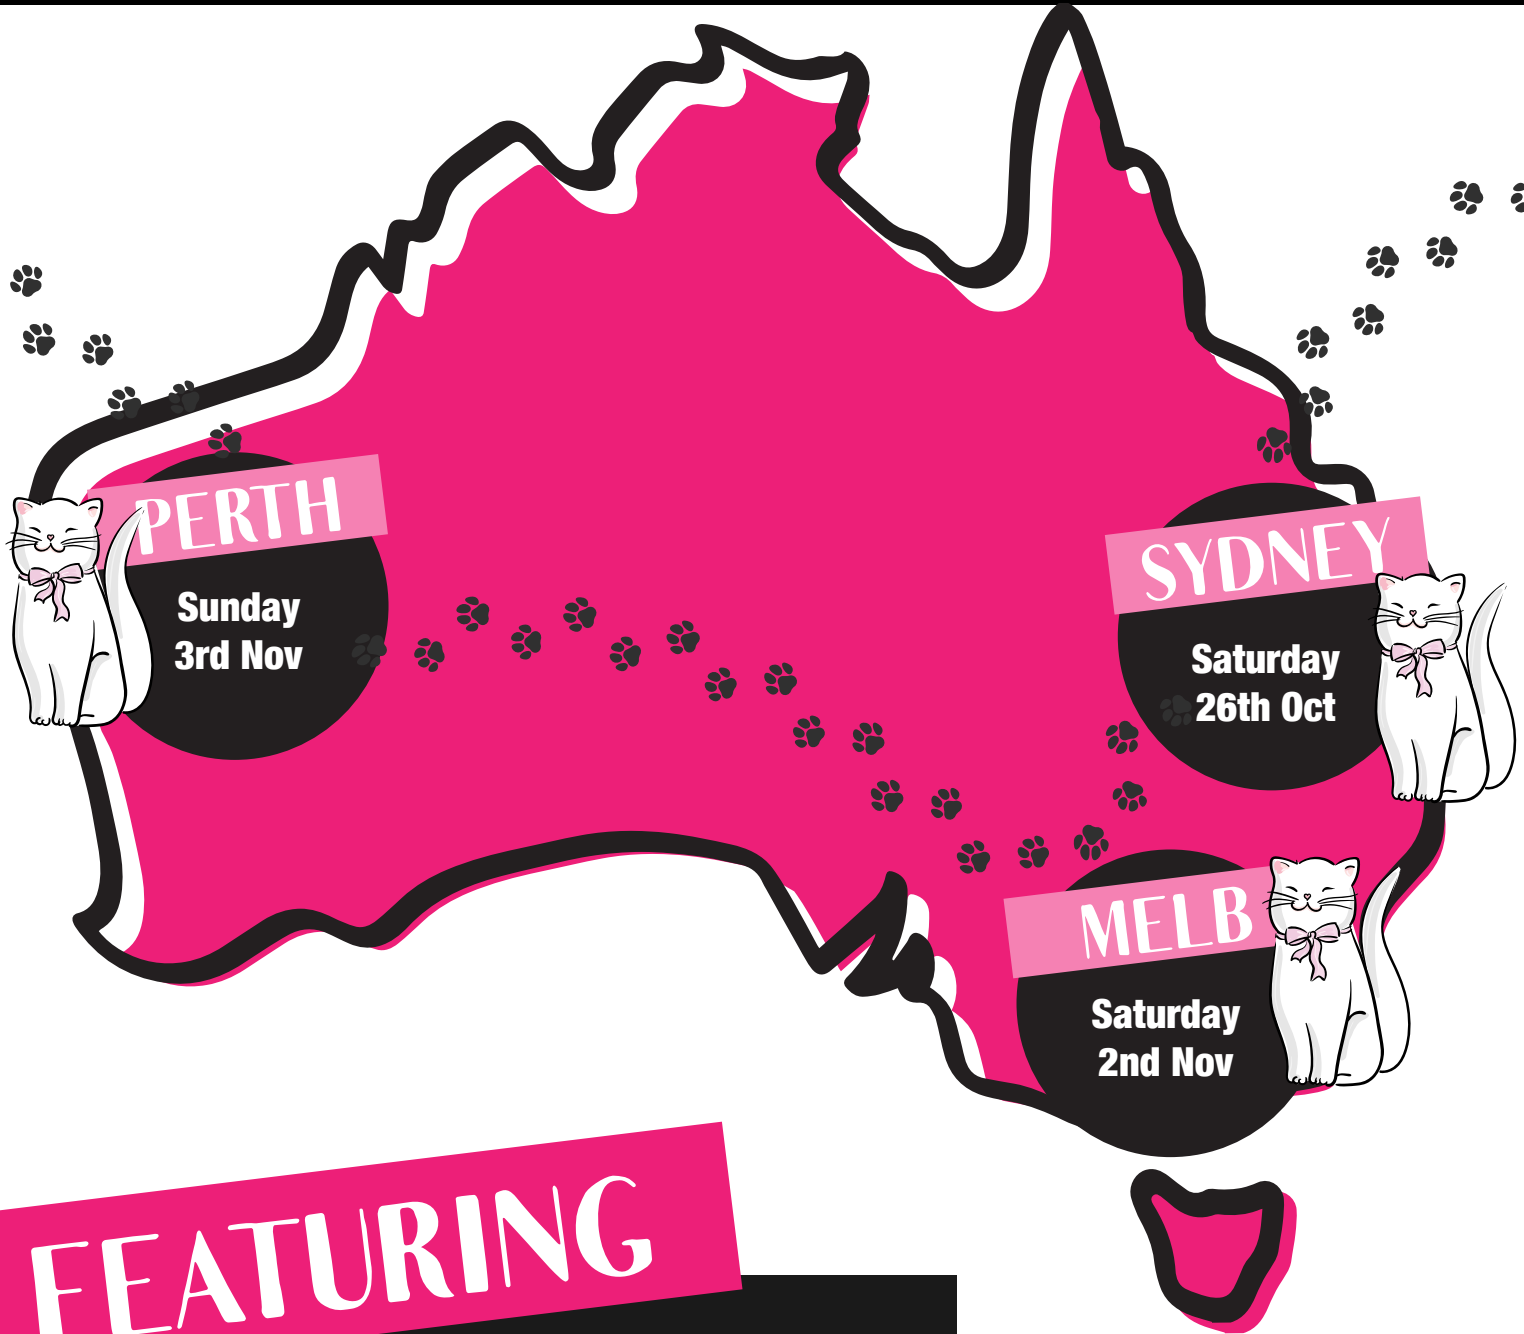 PERTH
Sunday
3rd Nov
SYDNEY
Saturday
26th Oct
MELB
Saturday
2nd Nov
FEATURING